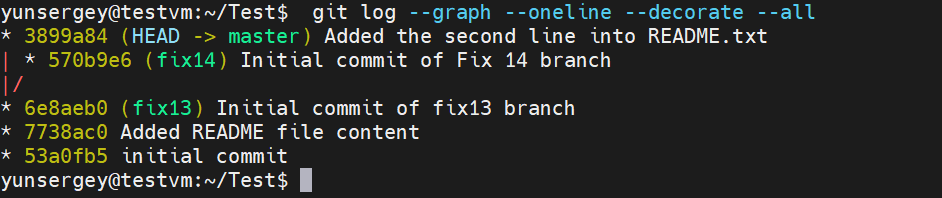 yunsergey@testvm:~/Test$  git log --graph --oneline --decorate --all
* 3899a84 (HEAD -> master) Added the second line into README.txt
| * 570b9e6 (fix14) Initial commit of Fix 14 branch
|/
* 6e8aeb0 (fix13) Initial commit of fix13 branch
* 7738ac0 Added README file content
* 53a0fb5 initial commit
yunsergey@testvm:~/Test$